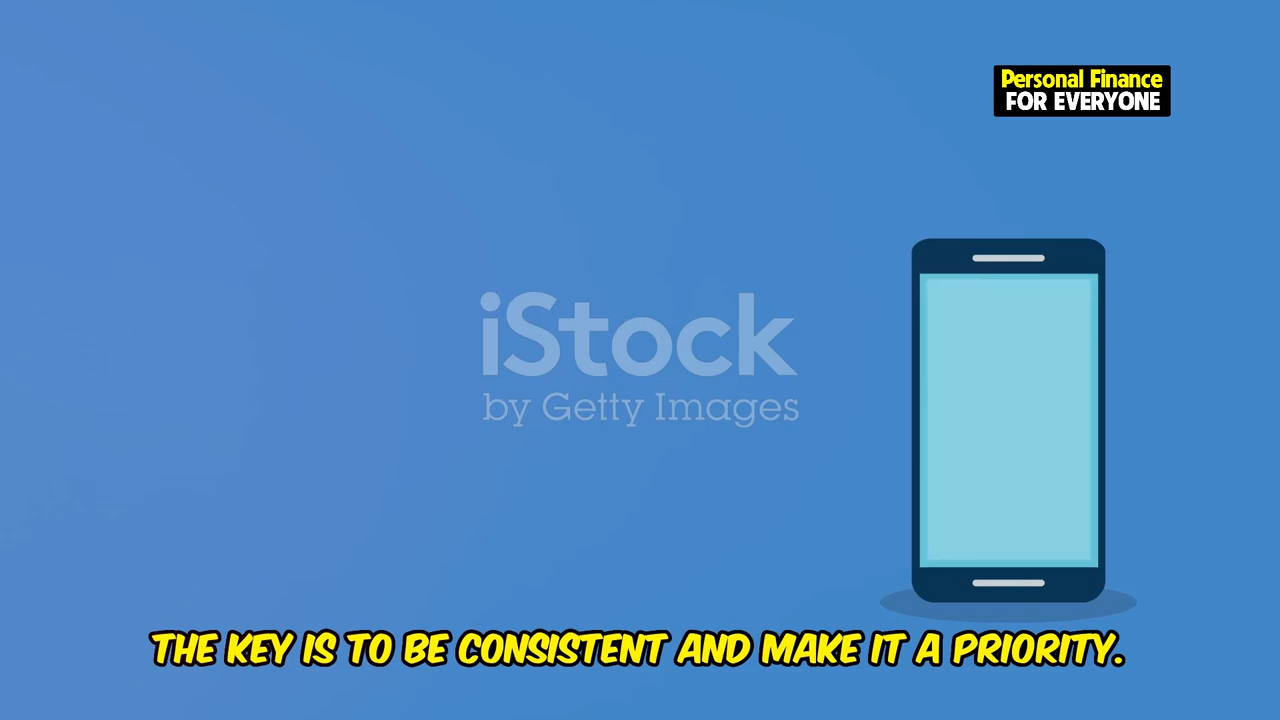 Personal Finance
FOR EVERYONE
iStock
by Getty Images
THE KEY IS TO BE CONSISTENT AND MAKE IT A PRIORITY.